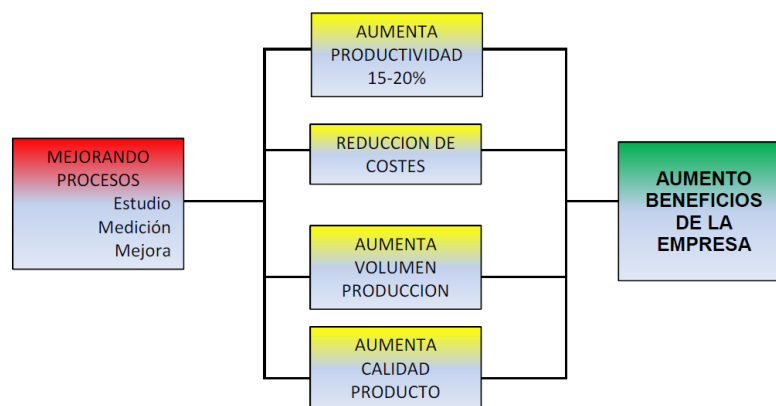 MEJORANDO
PROCESOS
Estudio
Medición
Mejora
AUMENTA
PRODUCTIVIDAD
15-20%
REDUCCION DE
COSTES
AUMENTA
VOLUMEN
PRODUCCION
AUMENTA
CALIDAD
PRODUCTO
AUMENTO
BENEFICIOS
DE LA
EMPRESA